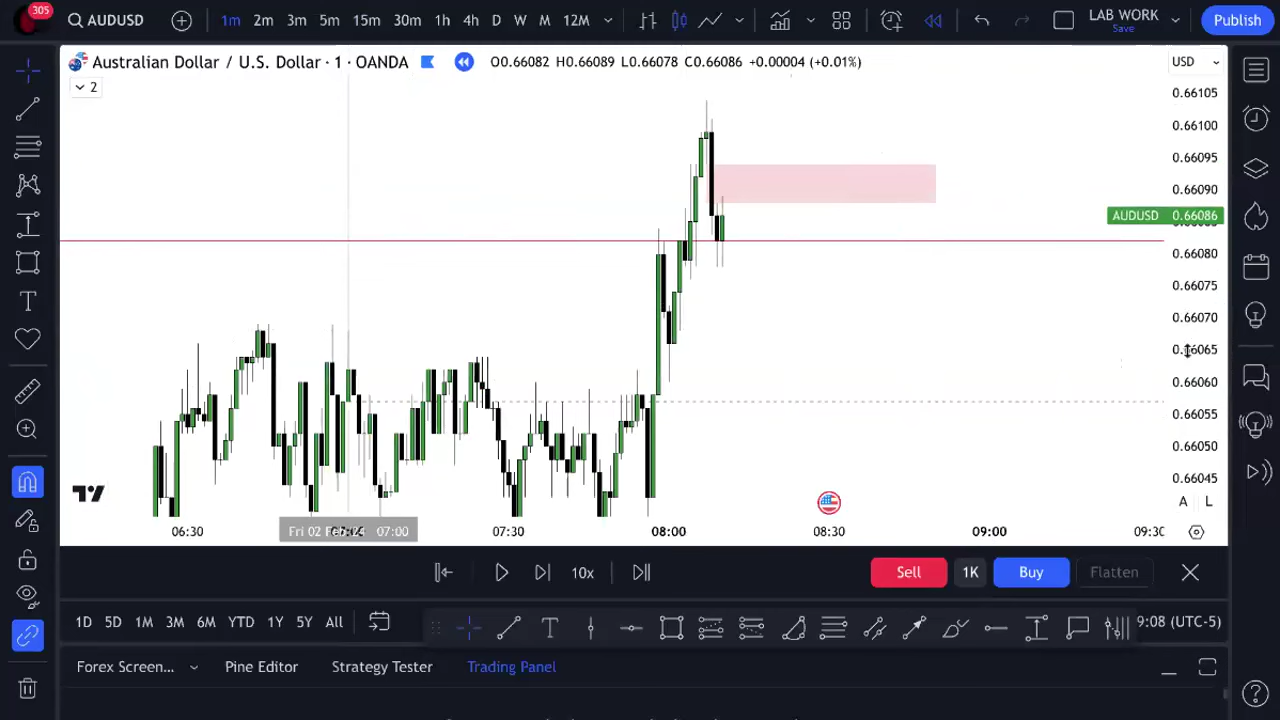 305
AUDUSD
1m 2m 3m 5m 15m 30m 1h 4h D W M 12M
LAB WORK
Save
Publish
Australian Dollar / U.S. Dollar · 1 · OANDA
O0.66082 H0.66089 L0.66078 C0.66086 +0.00004 (+0.01%)
USD
2
0.66105
0.66100
0.66095
0.66090
AUDUSD 0.66086
0.66080
0.66075
0.66070
0.66065
0.66060
0.66055
0.66050
0.66045
A L
06:30 Fri 02 Feb 07:00 07:30 08:00 08:30 09:00 09:30
10x
Sell 1K Buy Flatten
1D 5D 1M 3M 6M YTD 1Y 5Y All
9:08 (UTC-5)
Forex Screen... Pine Editor Strategy Tester Trading Panel